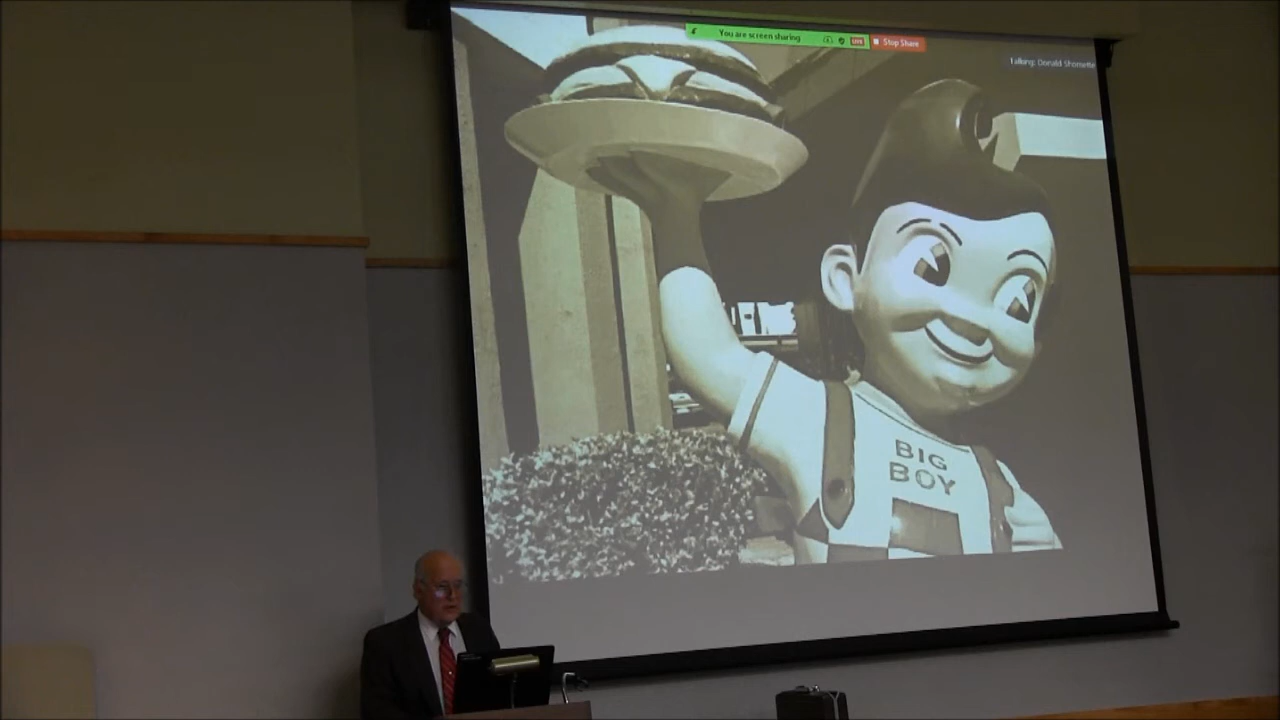 You are screen sharing
LIVE
Stop Share
Talking: Donald Shomette
BIG
BOY